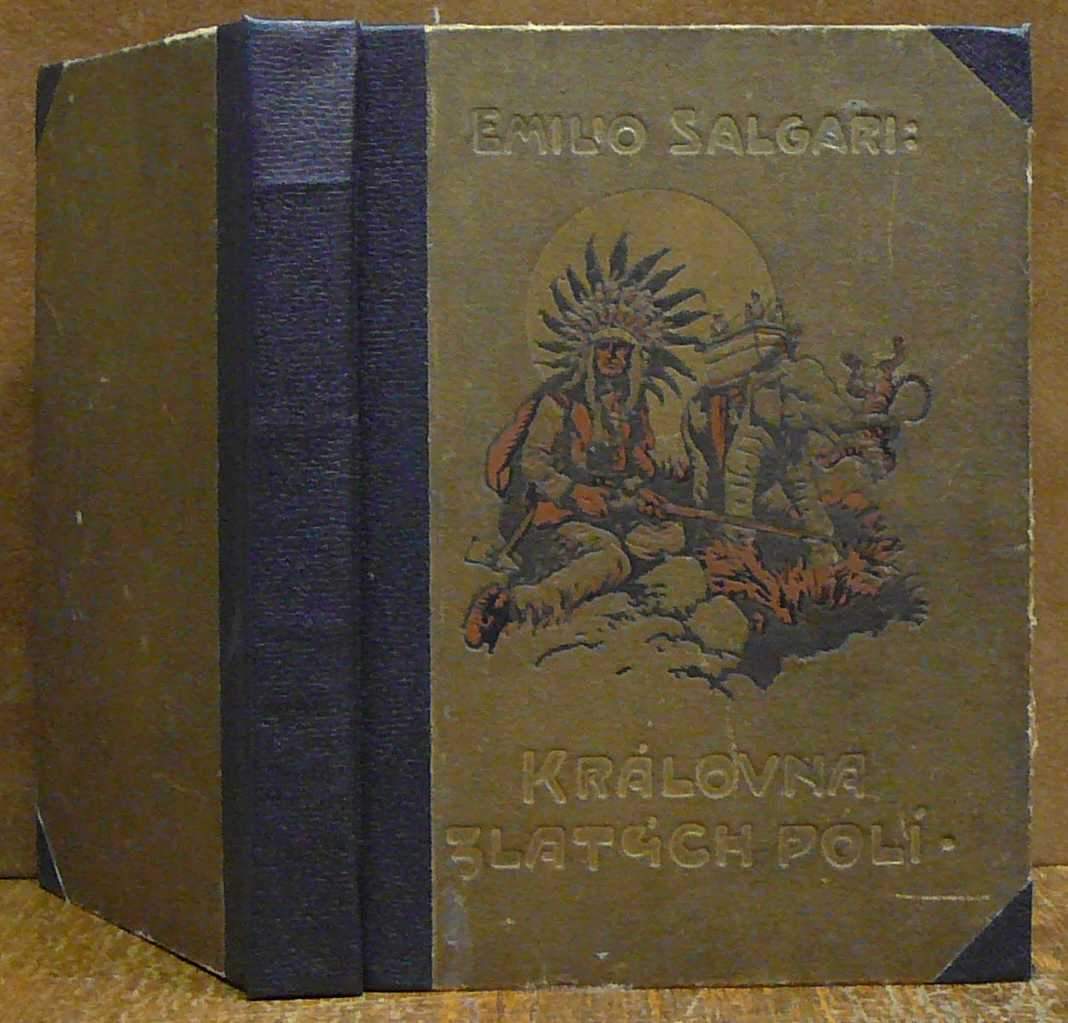 EMILIO SALGARI:
KRÁLOVNA
ZLATÝCH POLÍ.